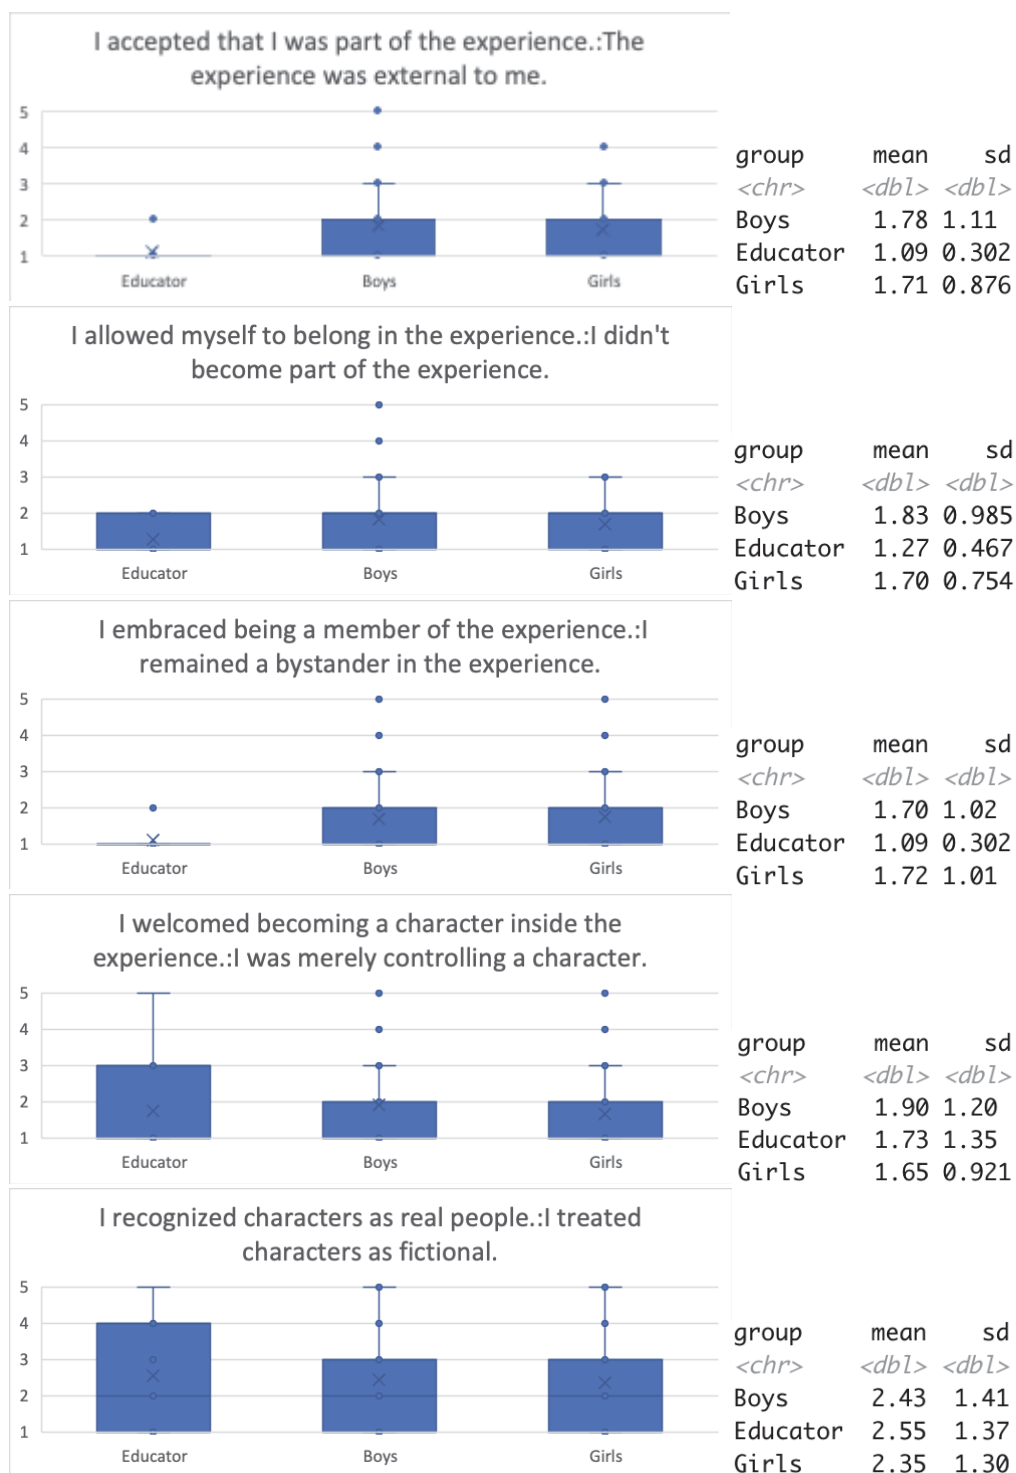 I accepted that I was part of the experience.:The
experience was external to me.
5
4
3
2
1
Educator Boys Girls
group mean sd
<chr> <dbl> <dbl>
Boys 1.78 1.11
Educator 1.09 0.302
Girls 1.71 0.876
I allowed myself to belong in the experience.:I didn't
become part of the experience.
5
4
3
2
1
Educator Boys Girls
group mean sd
<chr> <dbl> <dbl>
Boys 1.83 0.985
Educator 1.27 0.467
Girls 1.70 0.754
I embraced being a member of the experience.:I
remained a bystander in the experience.
5
4
3
2
1
Educator Boys Girls
group mean sd
<chr> <dbl> <dbl>
Boys 1.70 1.02
Educator 1.09 0.302
Girls 1.72 1.01
I welcomed becoming a character inside the
experience.:I was merely controlling a character.
5
4
3
2
1
Educator Boys Girls
group mean sd
<chr> <dbl> <dbl>
Boys 1.90 1.20
Educator 1.73 1.35
Girls 1.65 0.921
I recognized characters as real people.:I treated
characters as fictional.
5
4
3
2
1
Educator Boys Girls
group mean sd
<chr> <dbl> <dbl>
Boys 2.43 1.41
Educator 2.55 1.37
Girls 2.35 1.30